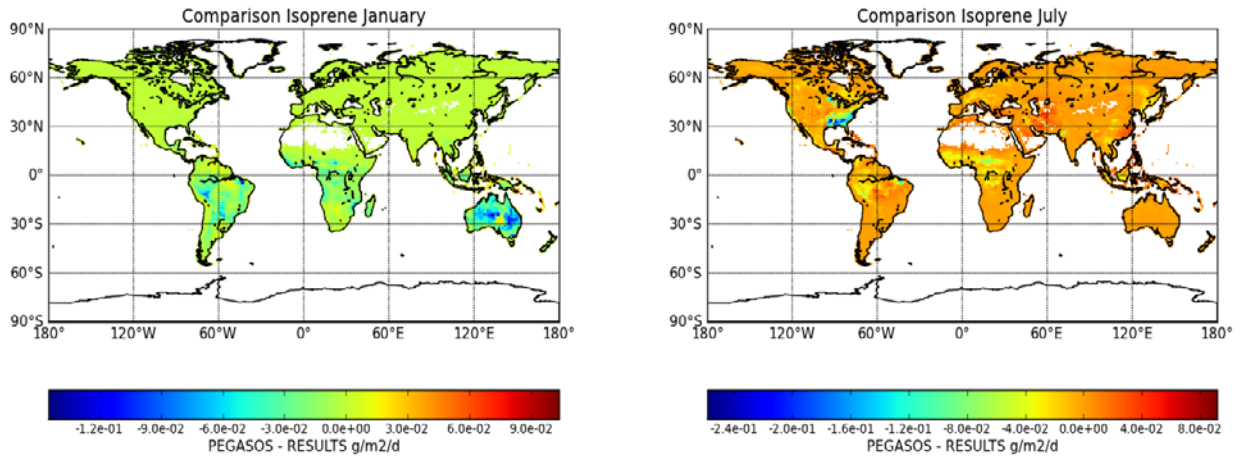 Comparison Isoprene January
90°N
60°N
30°N
0°
30°S
60°S
90°S
180° 120°W 60°W 0° 60°E 120°E 180°
-1.2e-01 -9.0e-02 -6.0e-02 -3.0e-02 0.0e+00 3.0e-02 6.0e-02 9.0e-02
PEGASOS - RESULTS g/m2/d
Comparison Isoprene July
90°N
60°N
30°N
0°
30°S
60°S
90°S
180° 120°W 60°W 0° 60°E 120°E 180°
-2.4e-01 -2.0e-01 -1.6e-01 -1.2e-01 -8.0e-02 -4.0e-02 0.0e+00 4.0e-02 8.0e-02
PEGASOS - RESULTS g/m2/d